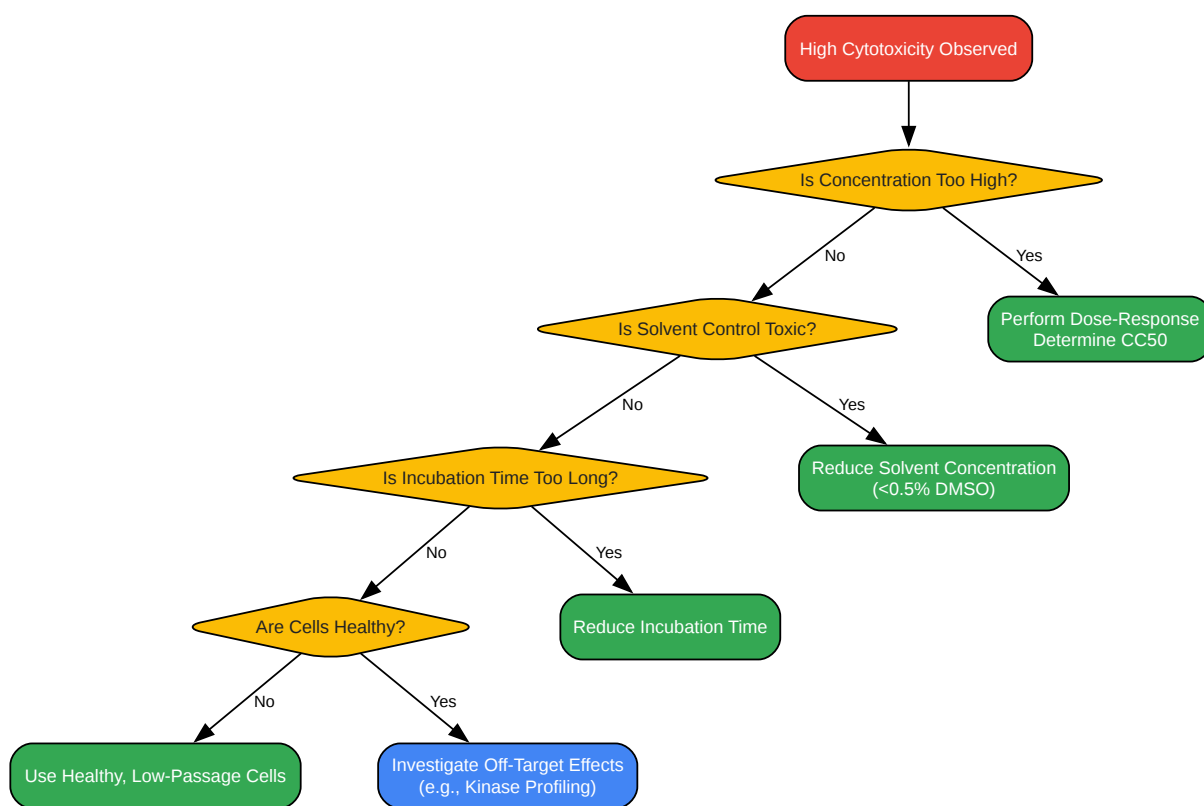 High Cytotoxicity Observed
Is Concentration Too High?
No
Yes
Is Solvent Control Toxic?
Perform Dose-Response
Determine CC50
No
Yes
Is Incubation Time Too Long?
Reduce Solvent Concentration
(<0.5% DMSO)
No
Yes
Are Cells Healthy?
Reduce Incubation Time
No
Yes
Use Healthy, Low-Passage Cells
Investigate Off-Target Effects
(e.g., Kinase Profiling)